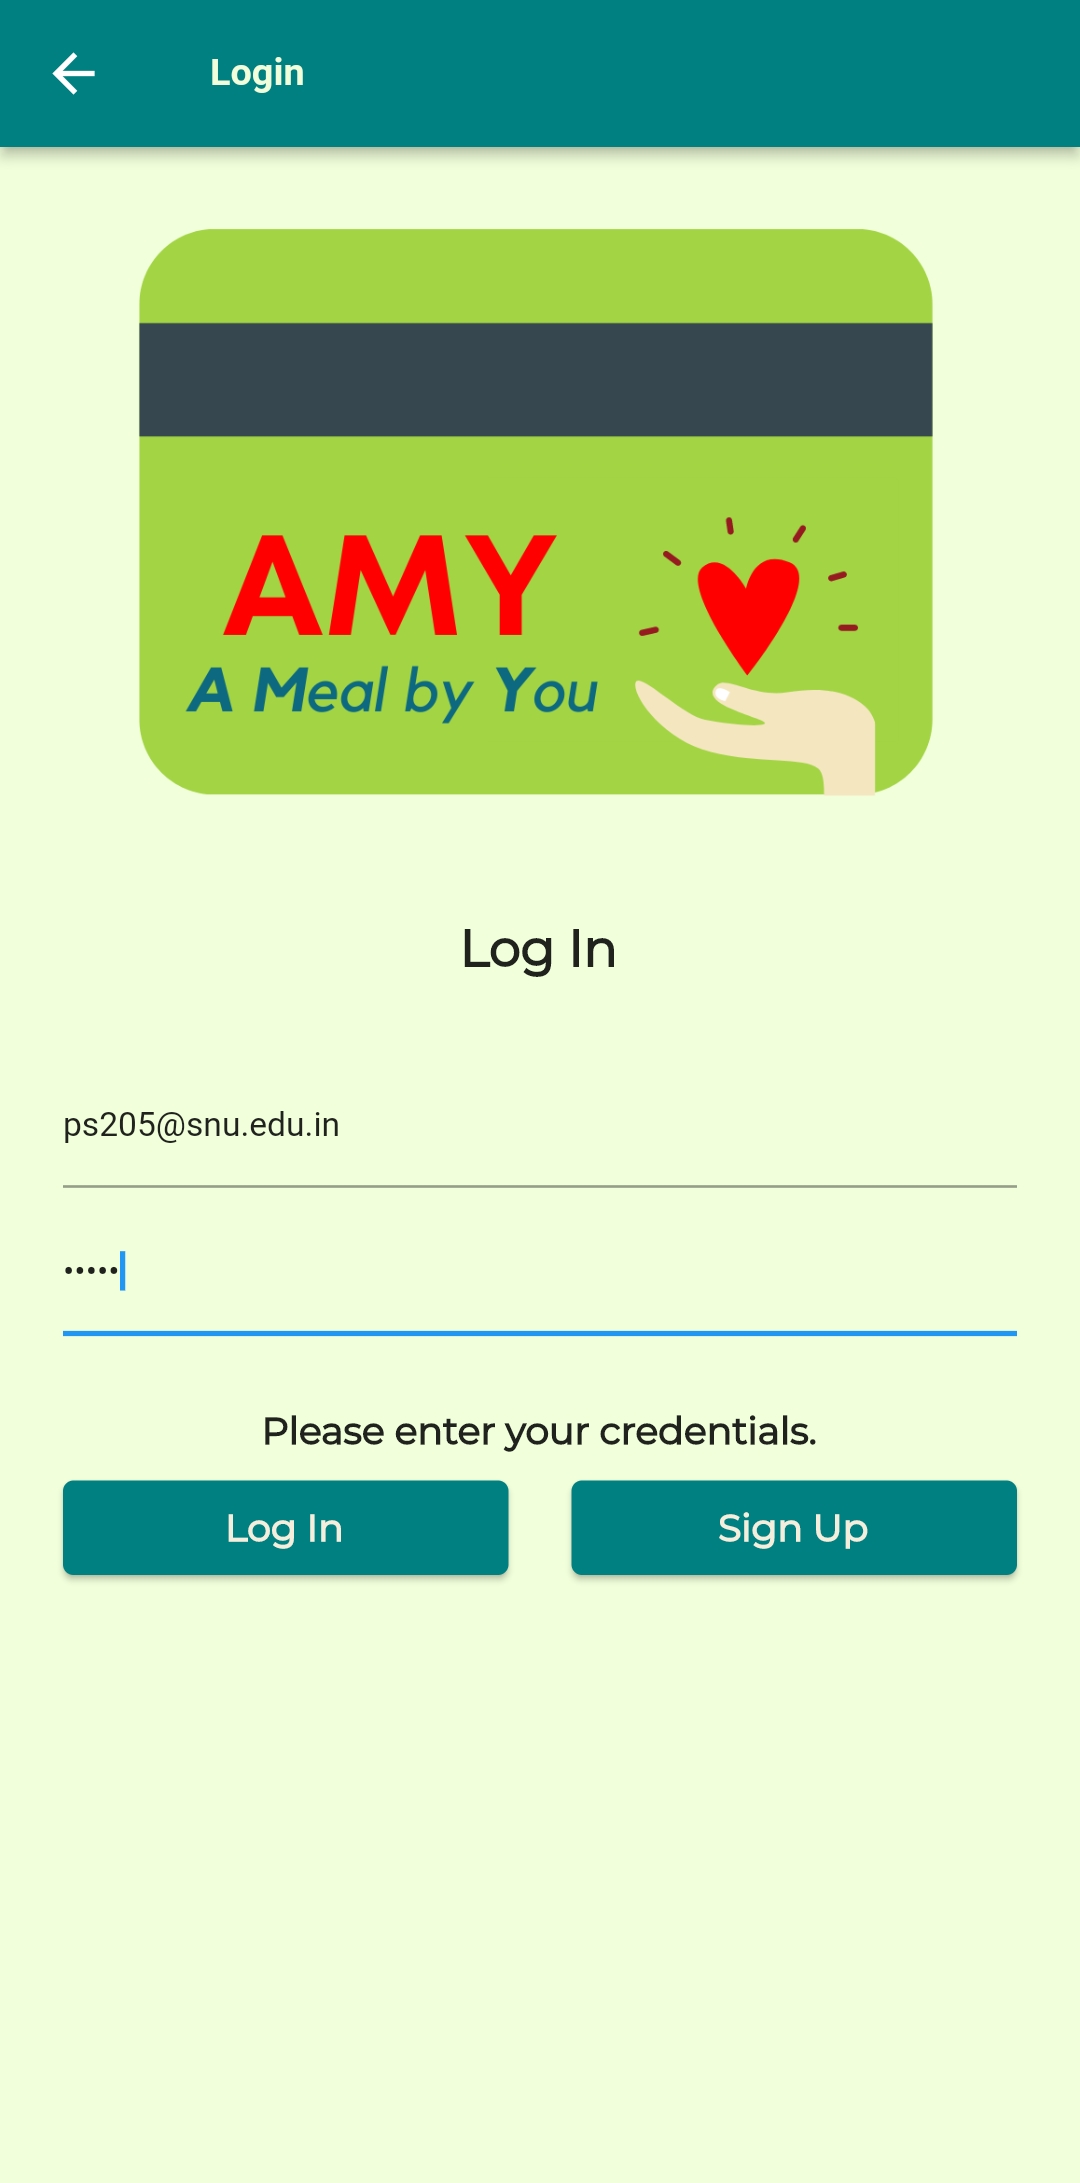 Login
AMY
A Meal by You
Log In
ps205@snu.edu.in
•••••
Please enter your credentials.
Log In
Sign Up